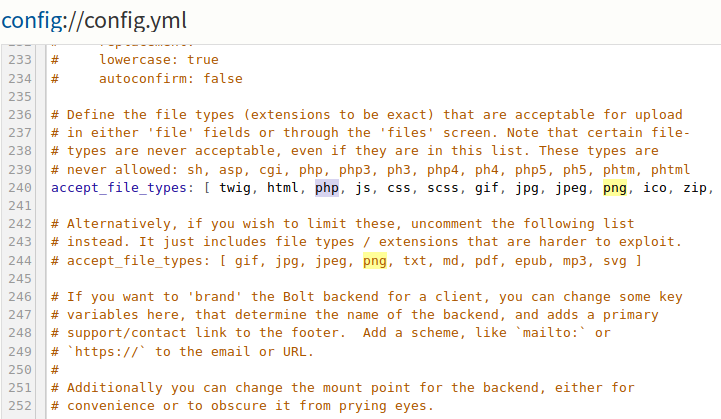 config://config.yml
233 #     lowercase: true
234 #     autoconfirm: false
235
236 # Define the file types (extensions to be exact) that are acceptable for upload
237 # in either 'file' fields or through the 'files' screen. Note that certain file-
238 # types are never acceptable, even if they are in this list. These types are
239 # never allowed: sh, asp, cgi, php, php3, ph3, php4, ph4, php5, ph5, phtm, phtml
240 accept_file_types: [ twig, html, php, js, css, scss, gif, jpg, jpeg, png, ico, zip,
241
242 # Alternatively, if you wish to limit these, uncomment the following list
243 # instead. It just includes file types / extensions that are harder to exploit.
244 # accept_file_types: [ gif, jpg, jpeg, png, txt, md, pdf, epub, mp3, svg ]
245
246 # If you want to 'brand' the Bolt backend for a client, you can change some key
247 # variables here, that determine the name of the backend, and adds a primary
248 # support/contact link to the footer.  Add a scheme, like `mailto:` or
249 # `https://` to the email or URL.
250 #
251 # Additionally you can change the mount point for the backend, either for
252 # convenience or to obscure it from prying eyes.